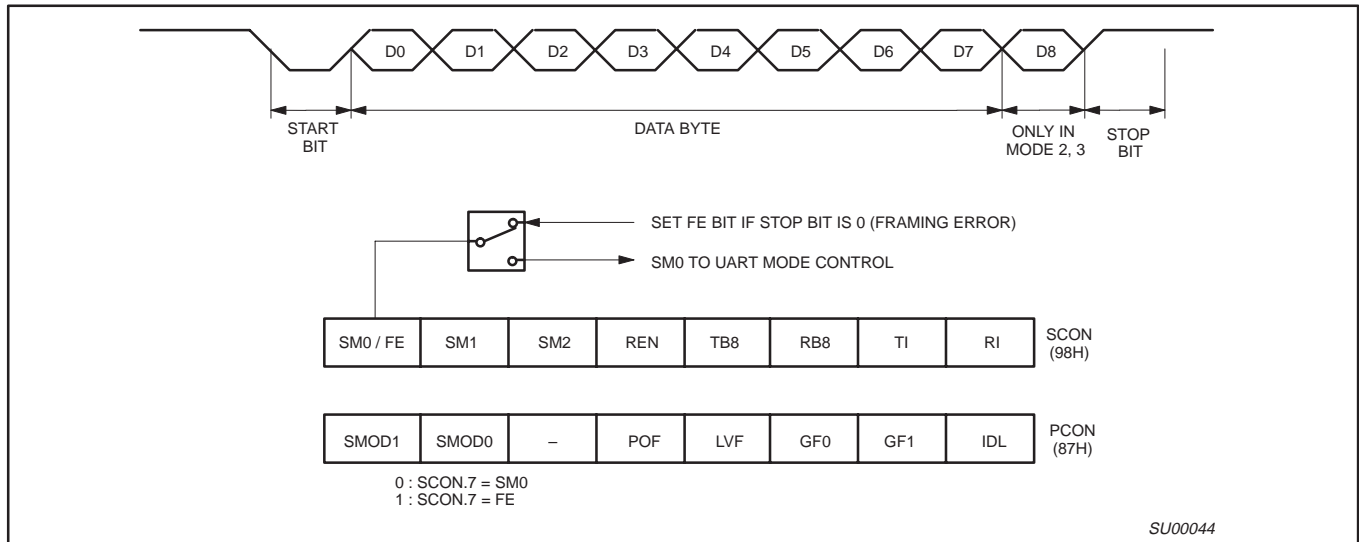 D0 D1 D2 D3 D4 D5 D6 D7 D8
START
BIT
DATA BYTE
ONLY IN
MODE 2, 3
STOP
BIT
SET FE BIT IF STOP BIT IS 0 (FRAMING ERROR)
SM0 TO UART MODE CONTROL
SM0 / FE SM1 SM2 REN TB8 RB8 TI RI
SCON
(98H)
SMOD1 SMOD0 – POF LVF GF0 GF1 IDL
PCON
(87H)
0 : SCON.7 = SM0
1 : SCON.7 = FE
SU00044